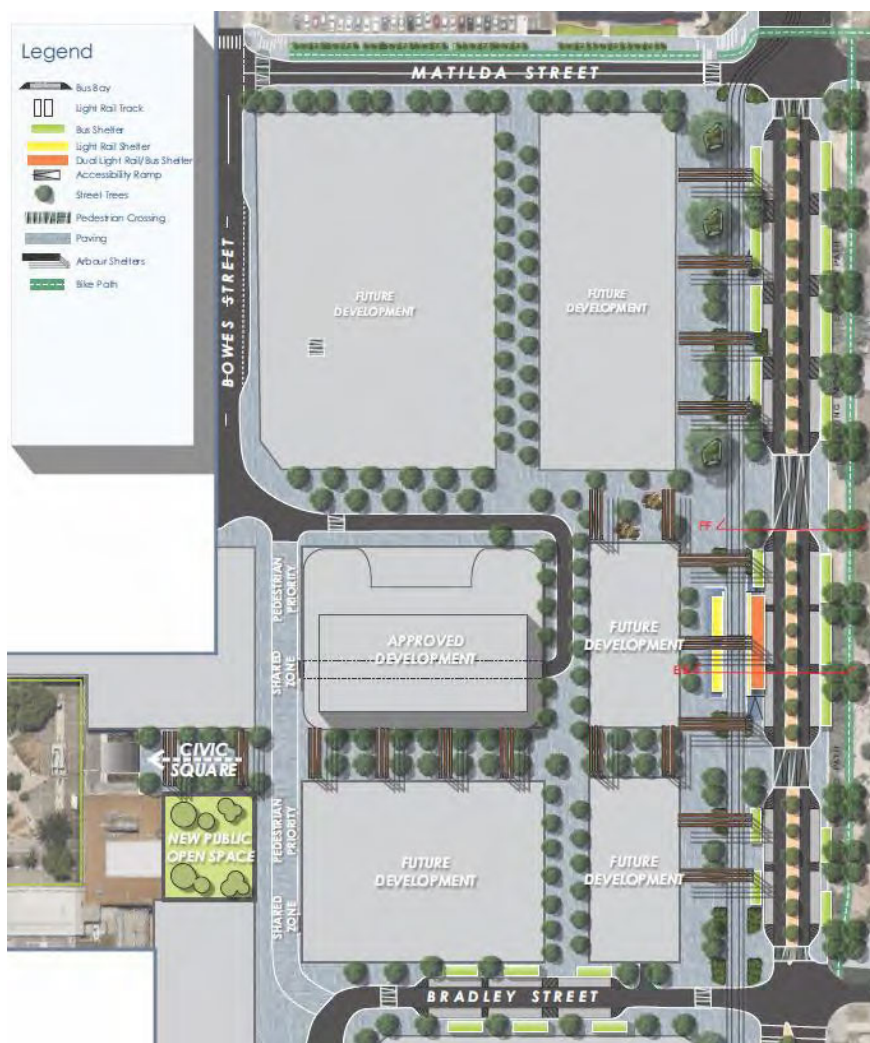 Legend
Bus Bay
Light Rail Track
Bus Shelter
Light Rail Shelter
Dual Light Rail/Bus Shelter
Accessibility Ramp
Street Trees
Pedestrian Crossing
Paving
Arbour Shelters
Bike Path
MATILDA STREET
BOWES STREET
FUTURE
DEVELOPMENT
FUTURE
DEVELOPMENT
PATH
FF
PEDESTRIAN
PRIORITY
SHARED
ZONE
APPROVED
DEVELOPMENT
FUTURE
DEVELOPMENT
PATH
CIVIC
SQUARE
NEW PUBLIC
OPEN SPACE
PEDESTRIAN
PRIORITY
SHARED
ZONE
FUTURE
DEVELOPMENT
FUTURE
DEVELOPMENT
BRADLEY STREET